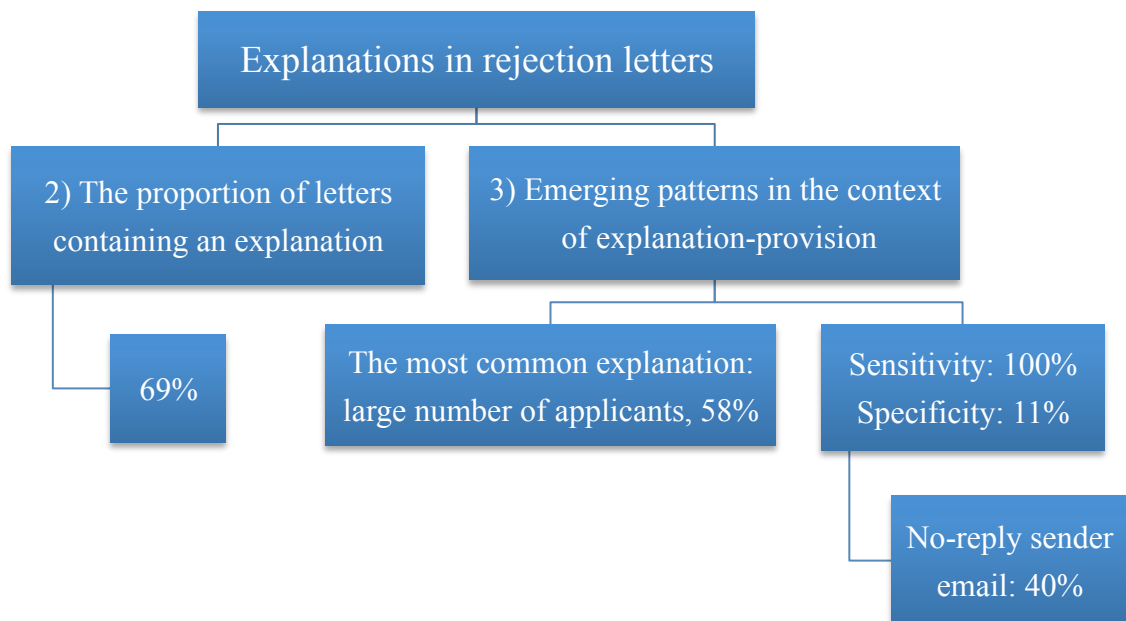 Explanations in rejection letters
2) The proportion of letters
containing an explanation
3) Emerging patterns in the context
of explanation-provision
69%
The most common explanation:
large number of applicants, 58%
Sensitivity: 100%
Specificity: 11%
No-reply sender
email: 40%